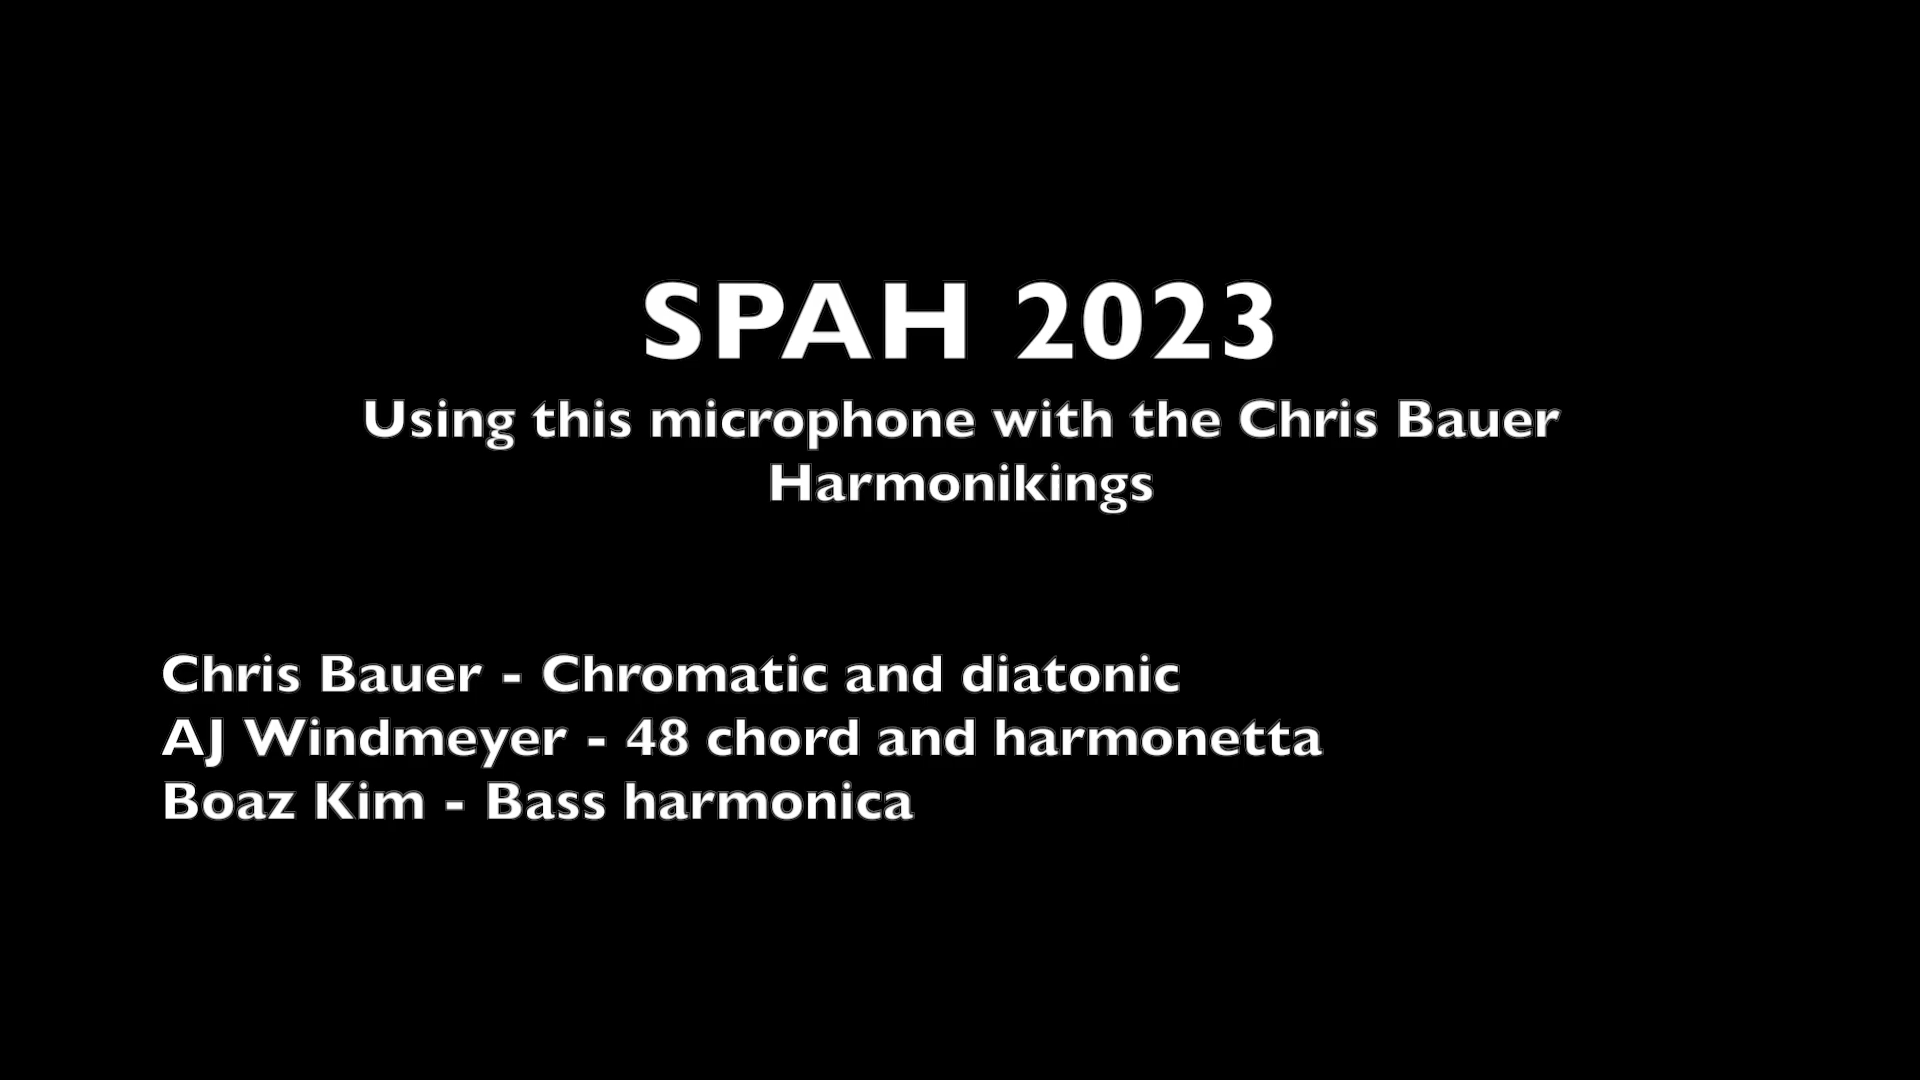 SPAH 2023
Using this microphone with the Chris Bauer
Harmonikings
Chris Bauer - Chromatic and diatonic
AJ Windmeyer - 48 chord and harmonetta
Boaz Kim - Bass harmonica